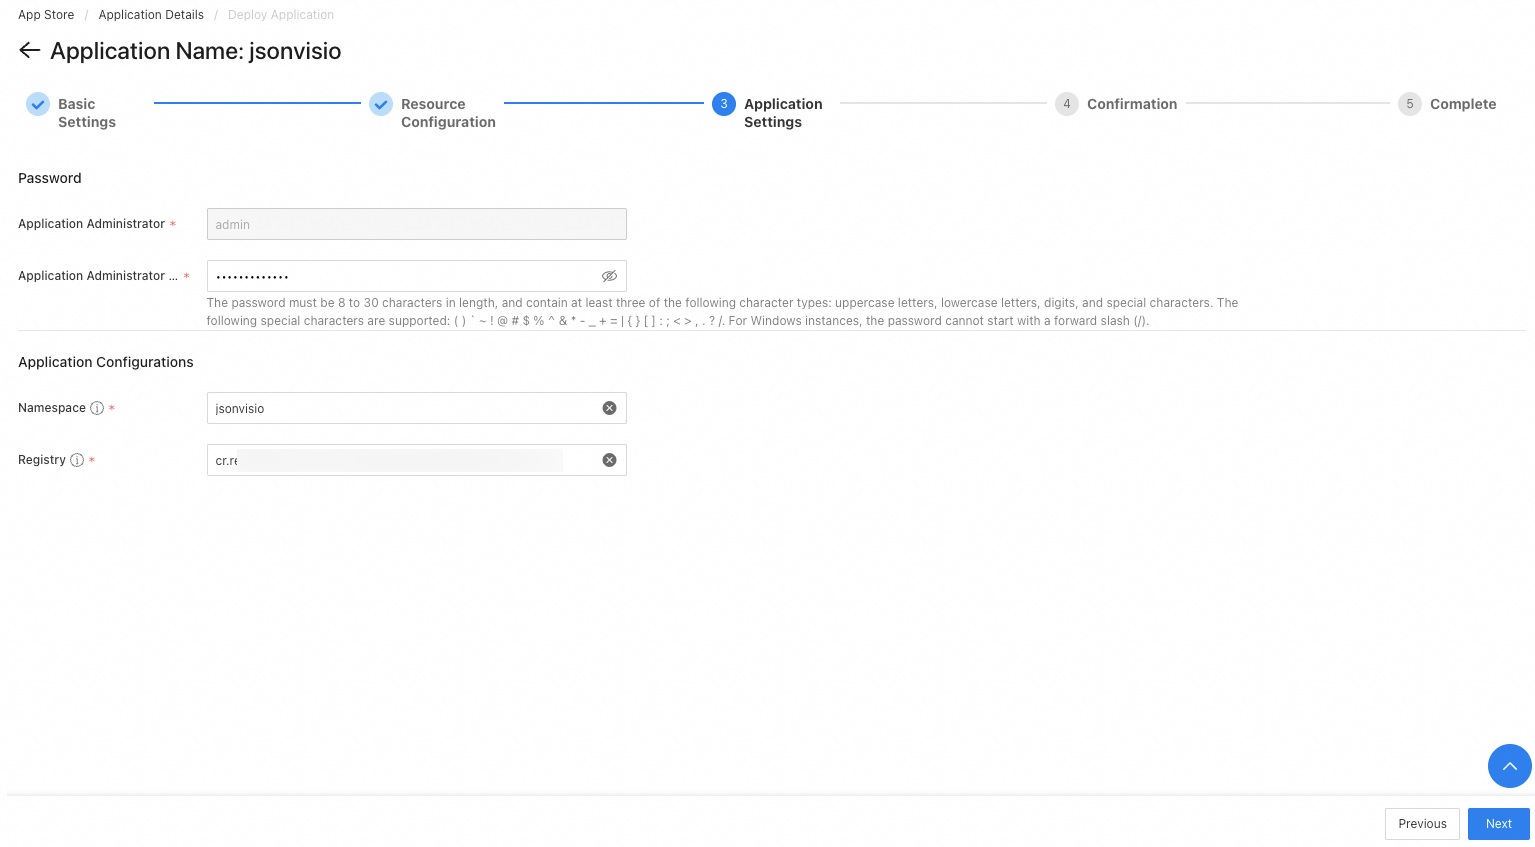 App Store / Application Details / Deploy Application
Application Name: jsonvisio
Basic Settings
Resource Configuration
3 Application Settings
4 Confirmation
5 Complete
Password
Application Administrator *
admin
Application Administrator ... *
•••••••••••••
The password must be 8 to 30 characters in length, and contain at least three of the following character types: uppercase letters, lowercase letters, digits, and special characters. The
following special characters are supported: ( ) ` ~ ! @ # $ % ^ & * - _ + = | { } [ ] : ; < > , . ? /. For Windows instances, the password cannot start with a forward slash (/).
Application Configurations
Namespace *
jsonvisio
Registry *
cr.re
Previous
Next